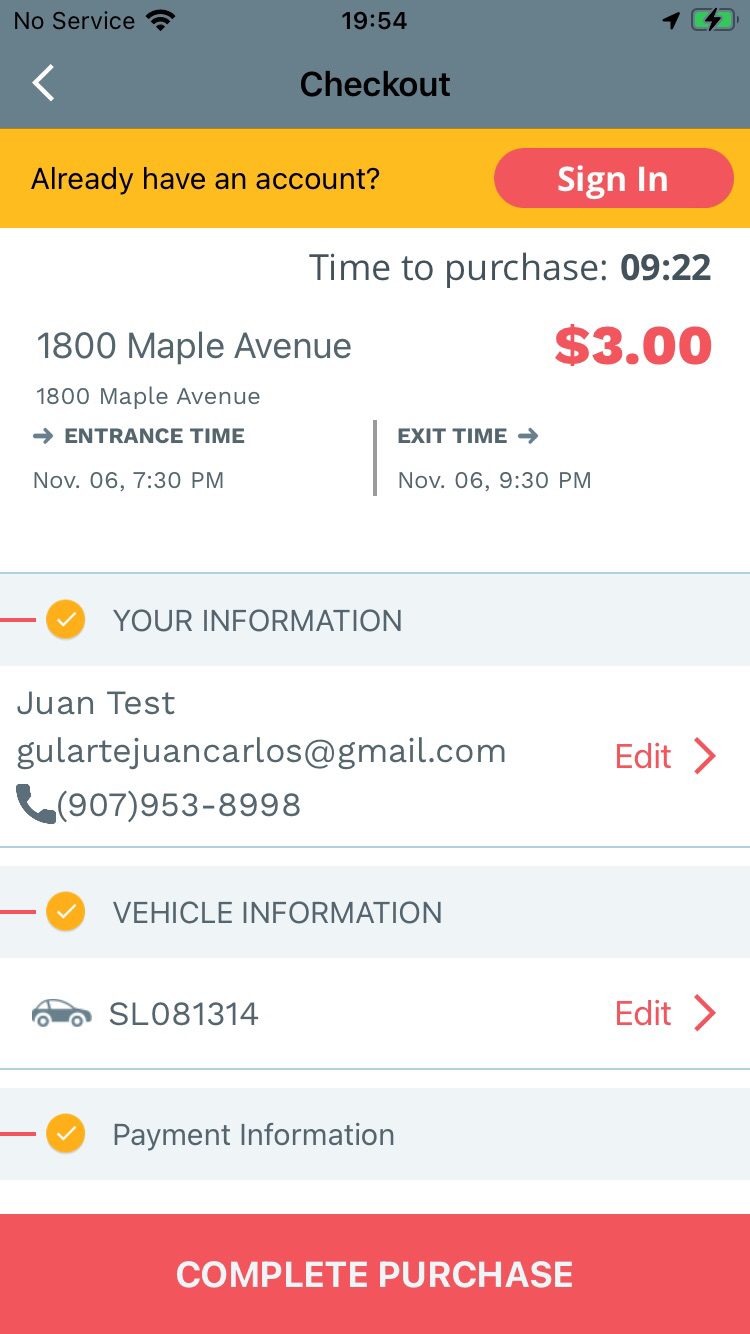 No Service 19:54
Checkout
Already have an account? Sign In
Time to purchase: 09:22
1800 Maple Avenue $3.00
1800 Maple Avenue
ENTRANCE TIME EXIT TIME
Nov. 06, 7:30 PM Nov. 06, 9:30 PM
YOUR INFORMATION
Juan Test
gulartejuancarlos@gmail.com
Edit
(907)953-8998
VEHICLE INFORMATION
SL081314 Edit
Payment Information
COMPLETE PURCHASE